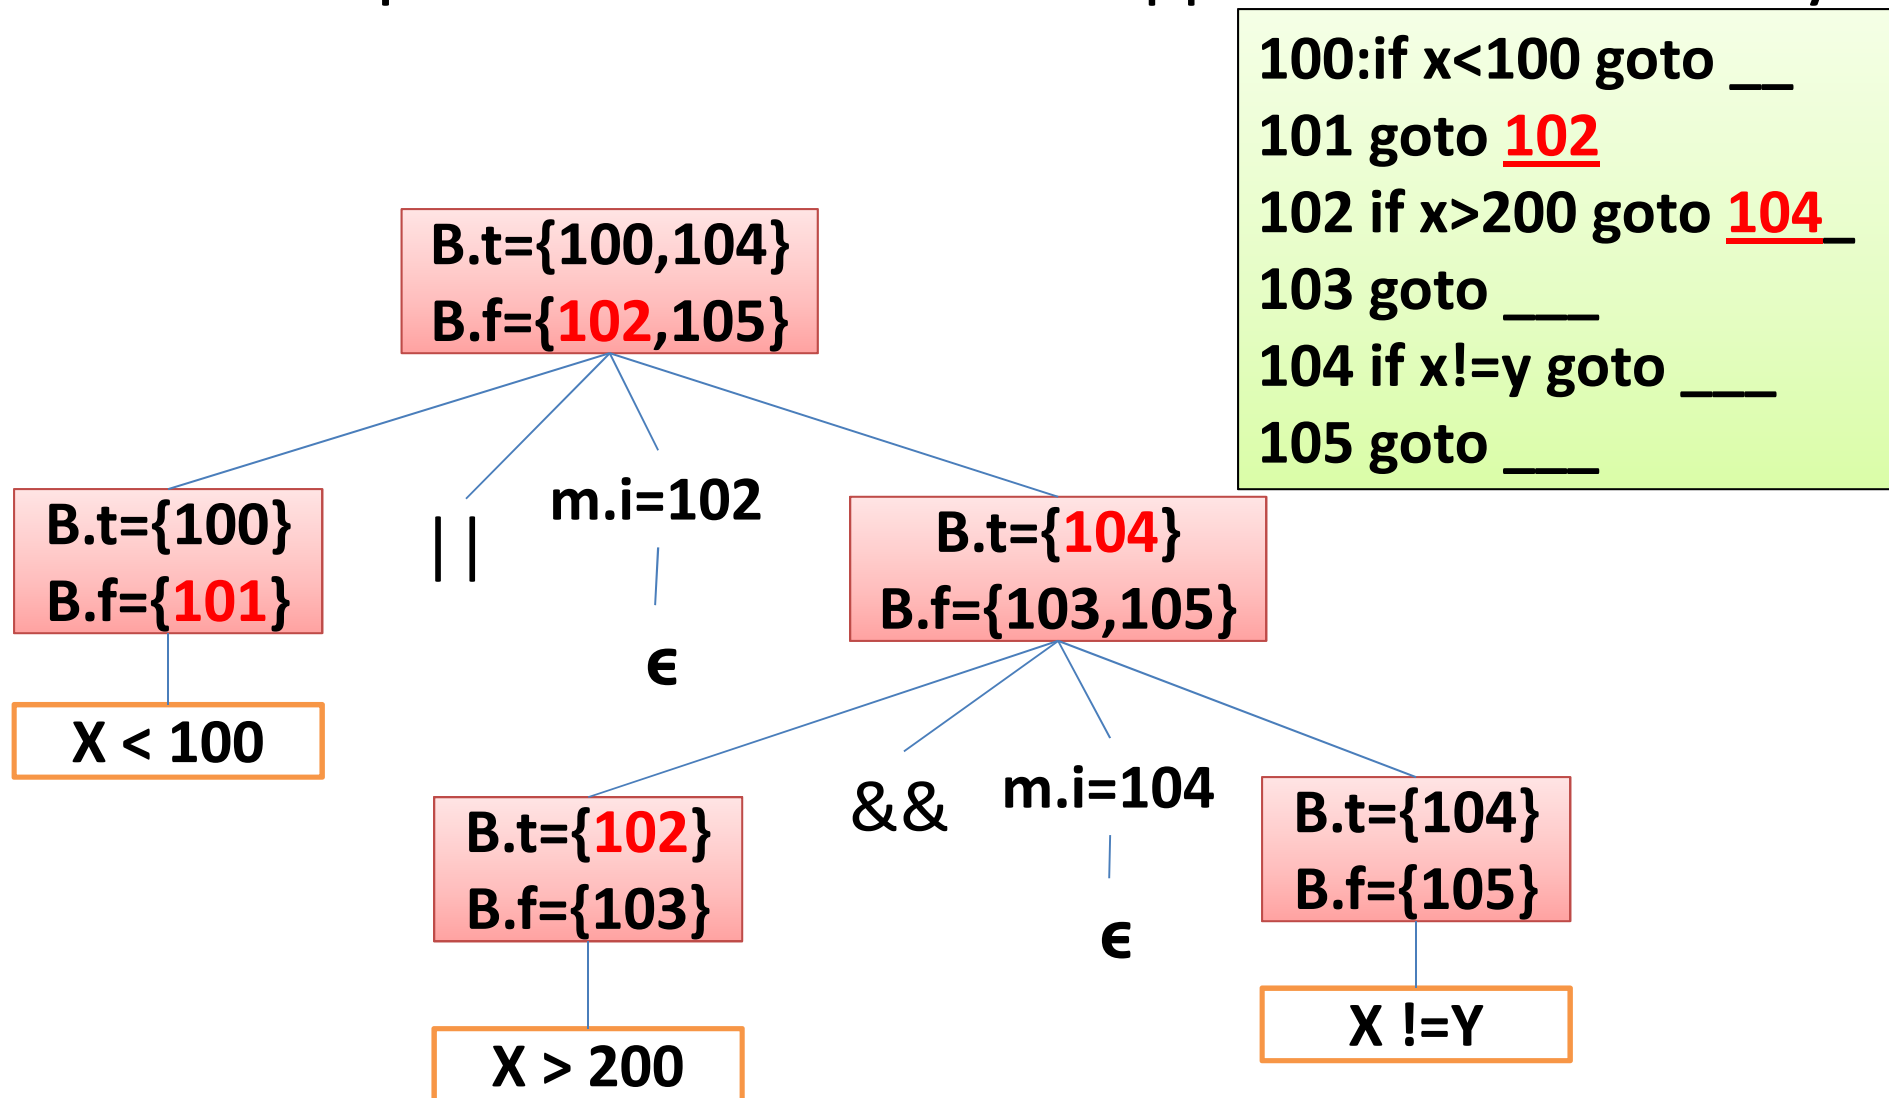 100:if x<100 goto __
101 goto 102
102 if x>200 goto 104_
103 goto ___
104 if x!=y goto ___
105 goto ___
B.t={100,104}
B.f={102,105}
B.t={100}
B.f={101}
||
m.i=102
ϵ
B.t={104}
B.f={103,105}
X < 100
B.t={102}
B.f={103}
&&
m.i=104
ϵ
B.t={104}
B.f={105}
X > 200
X !=Y